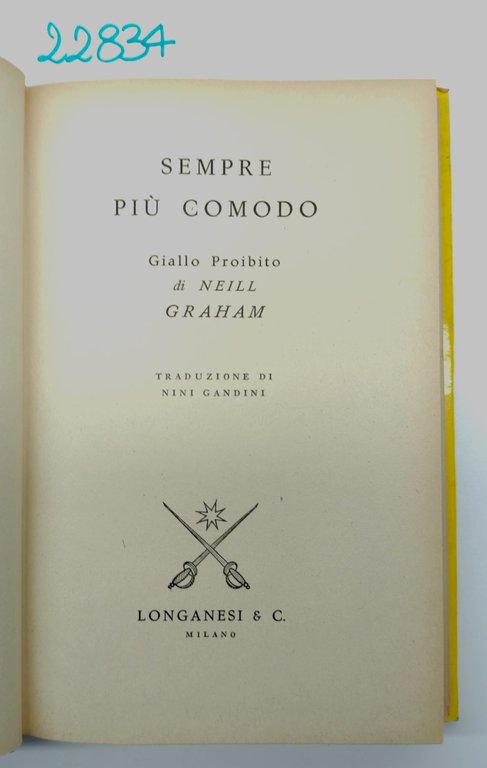 22834
SEMPRE
PIÙ COMODO
Giallo Proibito
di NEILL
GRAHAM
TRADUZIONE DI
NINI GANDINI
LONGANESI & C.
MILANO